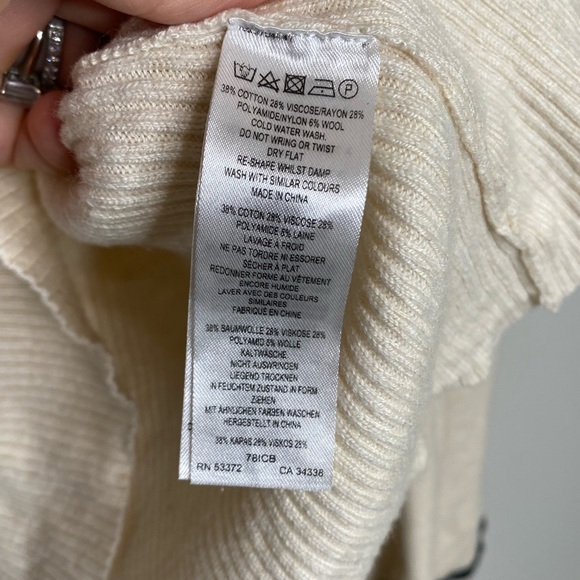 38% COTTON 28% VISCOSE/RAYON 28%
POLYAMIDE/NYLON 6% WOOL
COLD WATER WASH.
DO NOT WRING OR TWIST
DRY FLAT
RE-SHARE WHILST DAMP
WASH WITH SIMILAR COLOURS
MADE IN CHINA
38% COTON 28% VISCOSE 28%
POLYAMIDE 6% LAINE
LAVAGE À FROID
NE PAS TORDRE NI ESSORER
SÉCHER À PLAT
REDONNER FORME AU VÊTEMENT
ENCORE HUMIDE
LAVER AVEC DES COULEURS
SIMILAIRES
FABRIQUÉ EN CHINE
38% BAUMWOLLE 28% VISKOSE 28%
POLYAMID 6% WOLLE
KALTWÄSCHE
NICHT AUSWRINGEN
LIEGEND TROCKNEN
IN FEUCHTEM ZUSTAND IN FORM
ZIEHEN
MIT ÄHNLICHEN FARBEN WASCHEN
HERGESTELLT IN CHINA
38% KAPAS 28% VISKOS 28%
78ICB
RN 53372 CA 34338